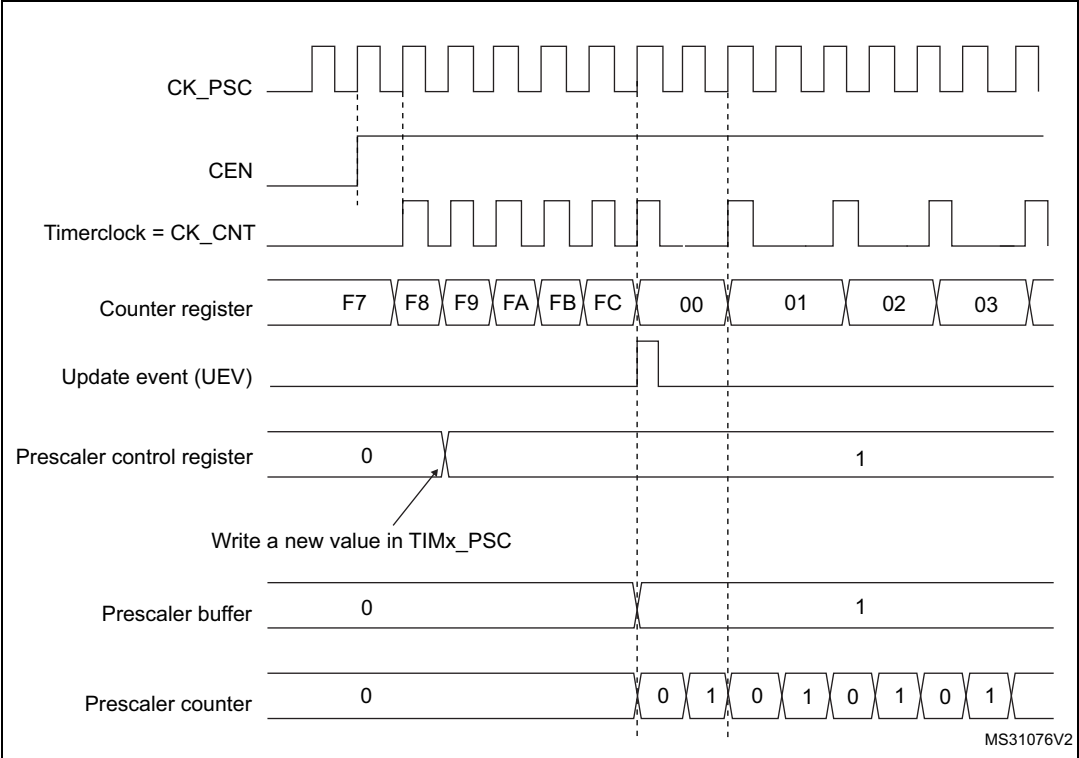 CK_PSC
CEN
Timerclock = CK_CNT
Counter register F7 F8 F9 FA FB FC 00 01 02 03
Update event (UEV)
Prescaler control register 0 1
Write a new value in TIMx_PSC
Prescaler buffer 0 1
Prescaler counter 0 0 1 0 1 0 1 0 1
MS31076V2